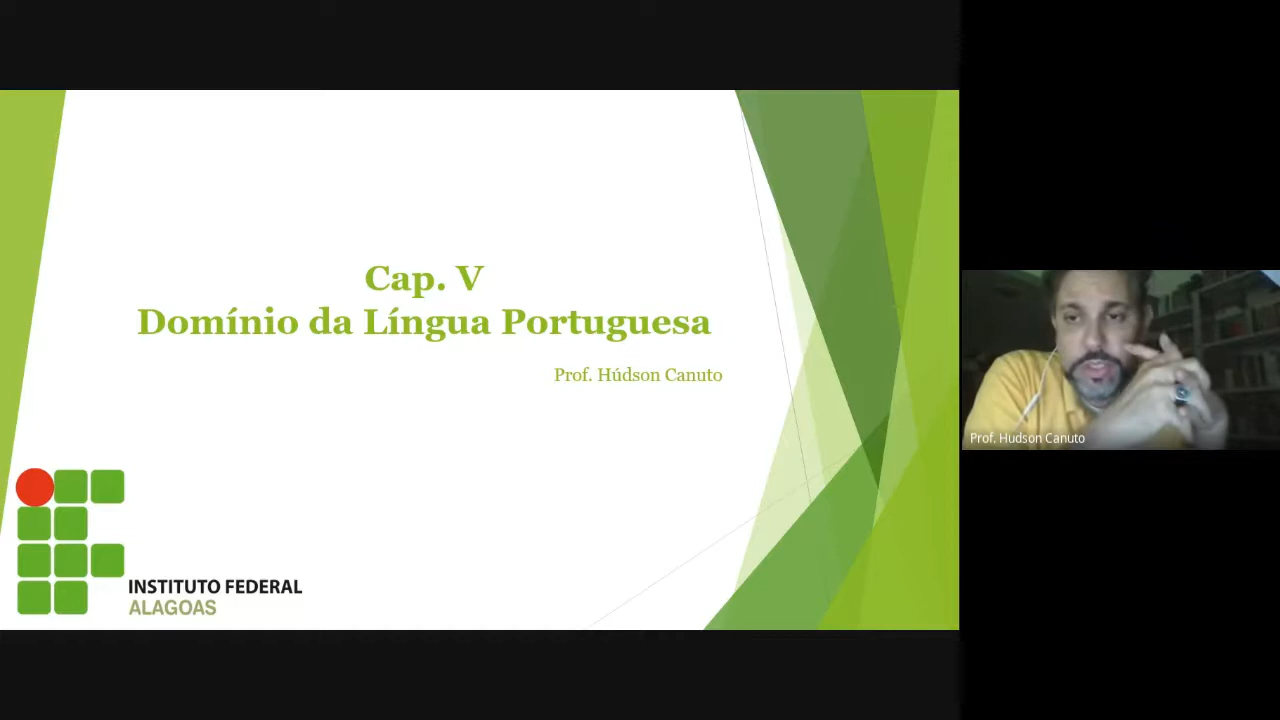 Cap. V
Domínio da Língua Portuguesa
Prof. Húdson Canuto
INSTITUTO FEDERAL
ALAGOAS
Prof. Hudson Canuto